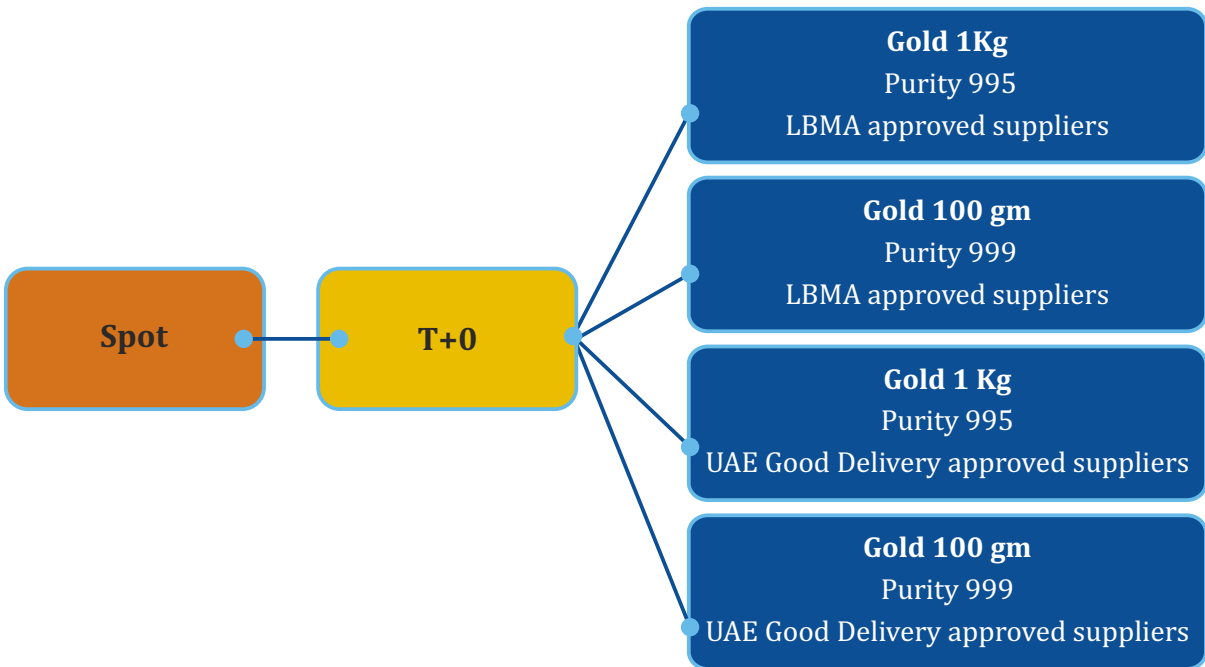 Spot
T+0
Gold 1Kg
Purity 995
LBMA approved suppliers
Gold 100 gm
Purity 999
LBMA approved suppliers
Gold 1 Kg
Purity 995
UAE Good Delivery approved suppliers
Gold 100 gm
Purity 999
UAE Good Delivery approved suppliers